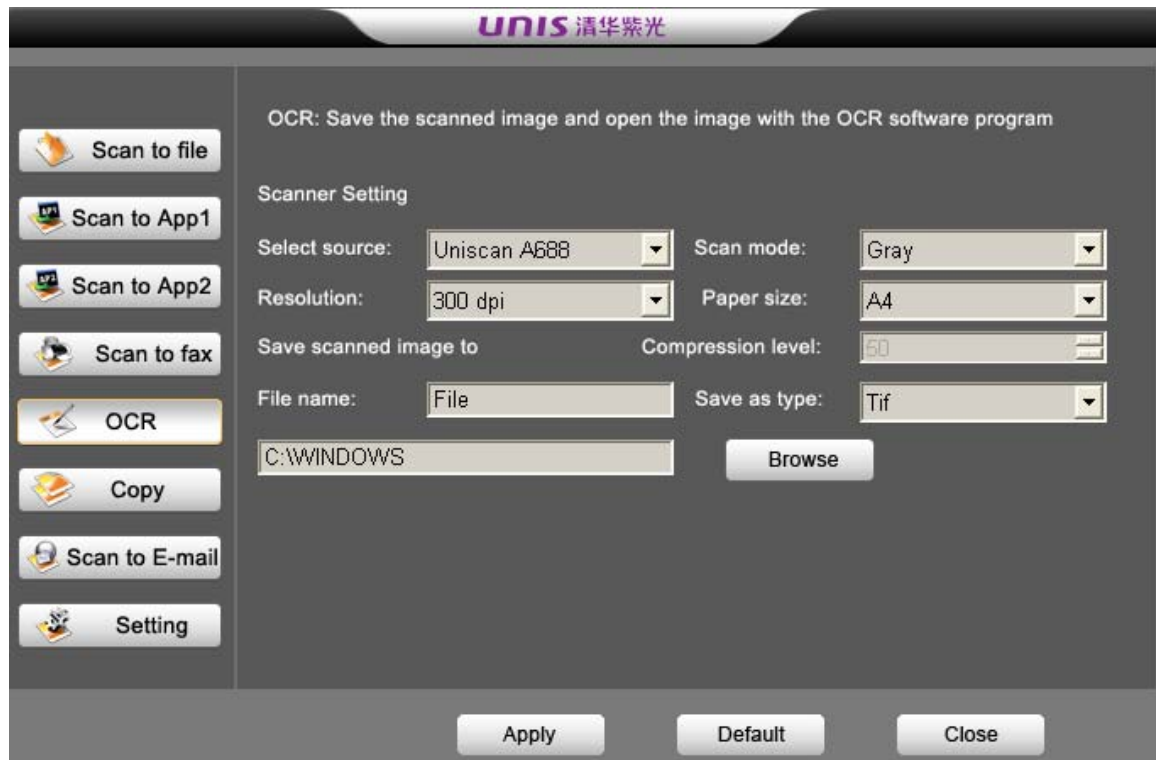 UNIS 清华紫光
OCR: Save the scanned image and open the image with the OCR software program
Scan to file
Scan to App1
Scan to App2
Scan to fax
OCR
Copy
Scan to E-mail
Setting
Scanner Setting
Select source: Uniscan A688 Scan mode: Gray
Resolution: 300 dpi Paper size: A4
Save scanned image to Compression level: 60
File name: File Save as type: Tif
C:\WINDOWS Browse
Apply Default Close